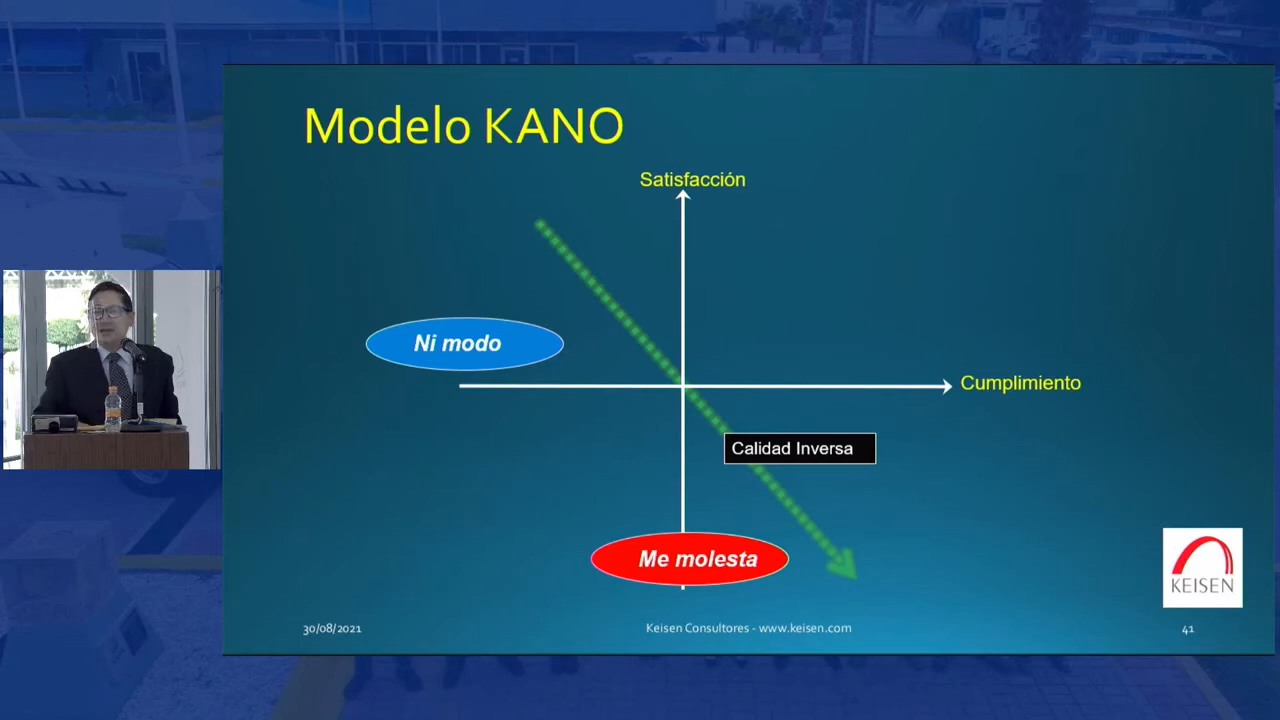 Modelo KANO
Satisfacción
Ni modo
Cumplimiento
Calidad Inversa
Me molesta
KEISEN
30/08/2021
Keisen Consultores - www.keisen.com
41